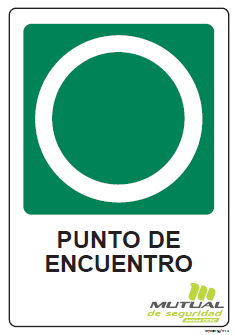 PUNTO DE
ENCUENTRO
MUTUAL
de seguridad